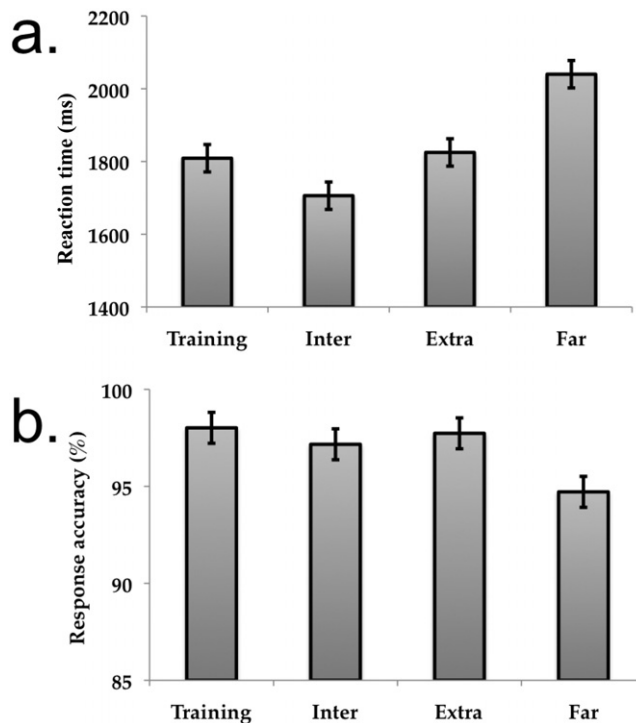 a.
Reaction time (ms)
2200
2000
1800
1600
1400
Training Inter Extra Far
b.
Response accuracy (%)
100
95
90
85
Training Inter Extra Far